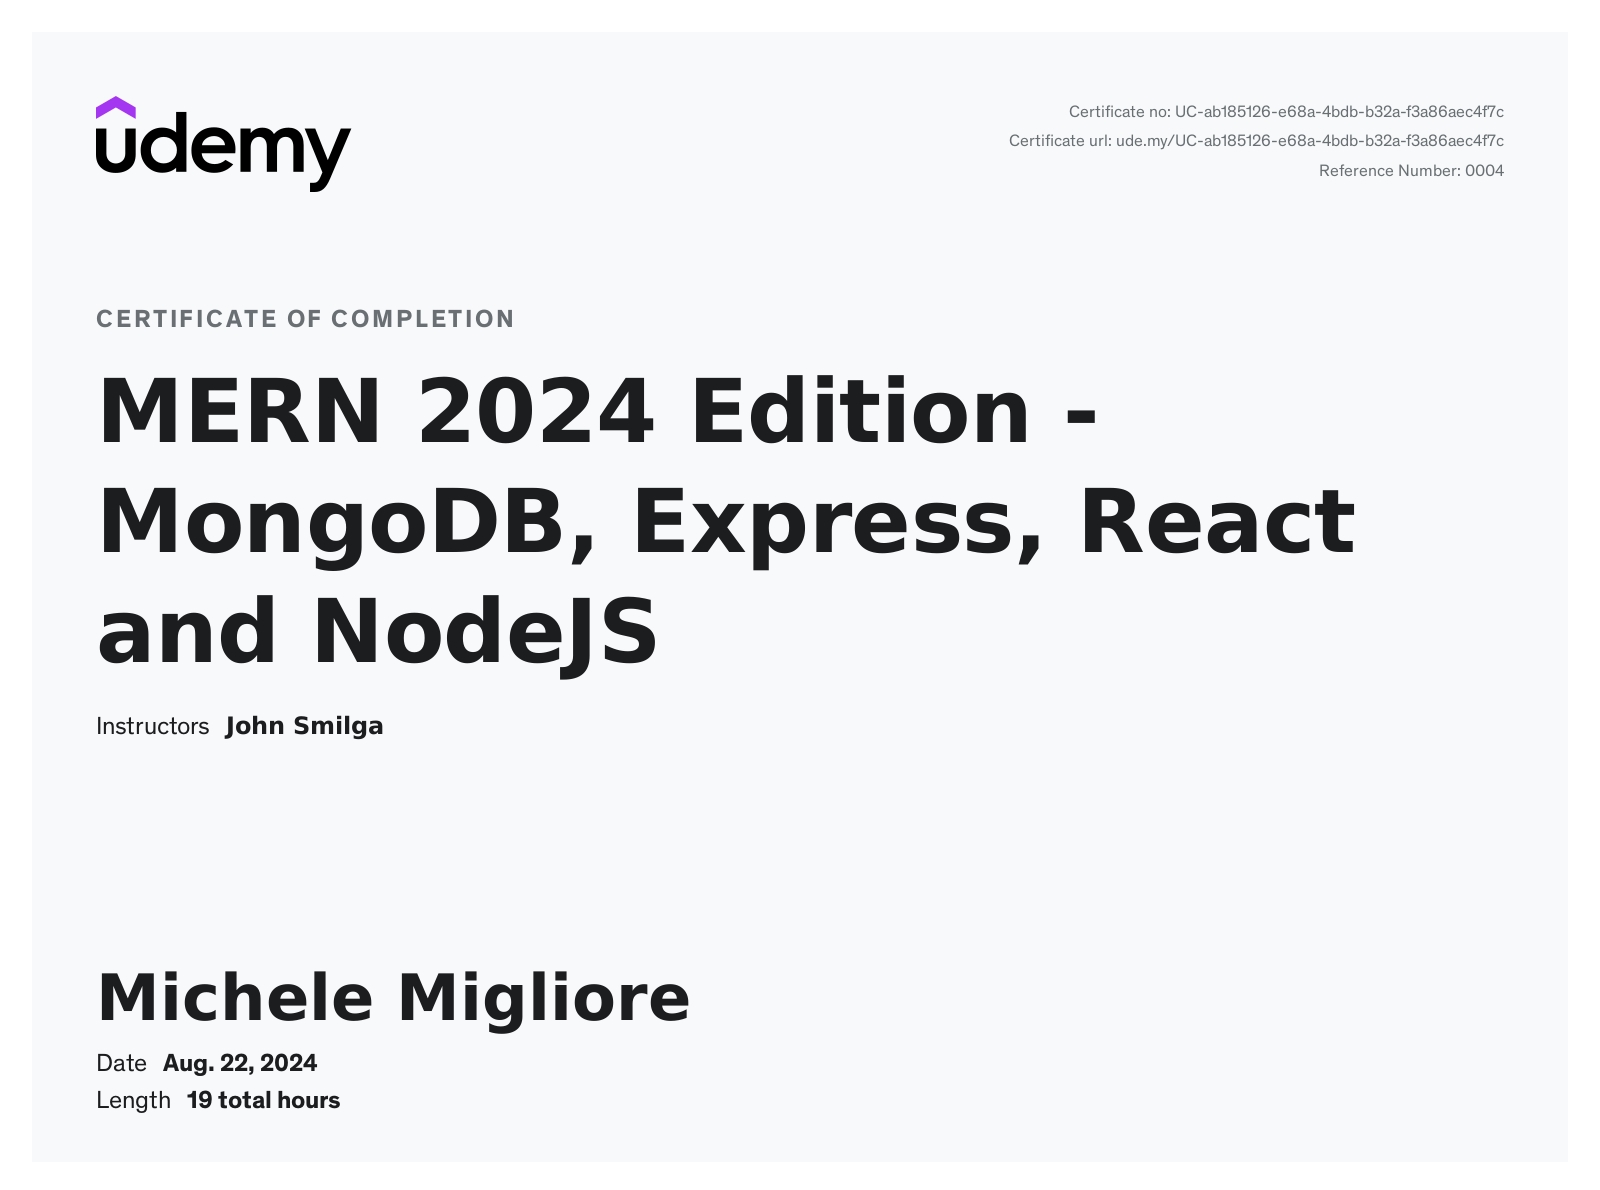 udemy
Certificate no: UC-ab185126-e68a-4bdb-b32a-f3a86aec4f7c
Certificate url: ude.my/UC-ab185126-e68a-4bdb-b32a-f3a86aec4f7c
Reference Number: 0004
CERTIFICATE OF COMPLETION
MERN 2024 Edition -
MongoDB, Express, React
and NodeJS
Instructors John Smilga
Michele Migliore
Date Aug. 22, 2024
Length 19 total hours